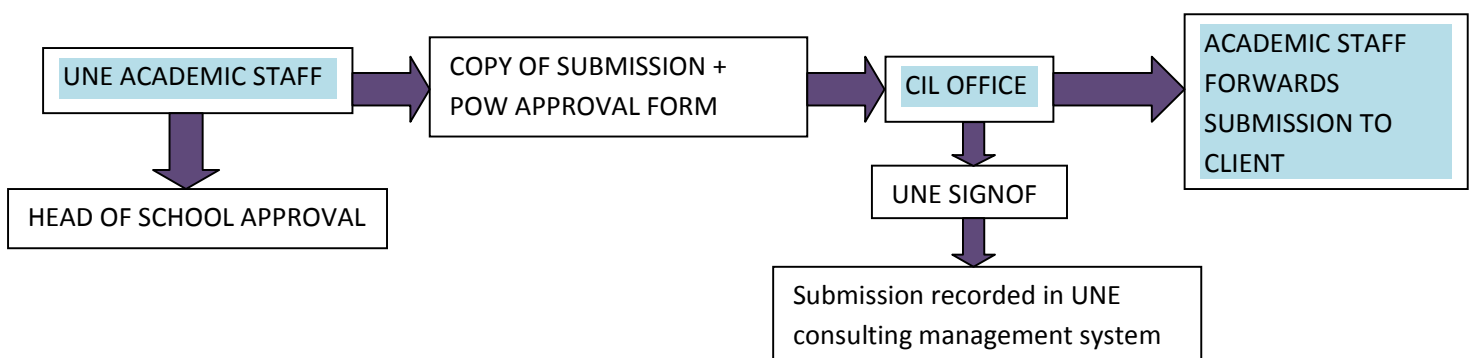 UNE ACADEMIC STAFF
HEAD OF SCHOOL APPROVAL
COPY OF SUBMISSION +
POW APPROVAL FORM
CIL OFFICE
UNE SIGNOF
Submission recorded in UNE
consulting management system
ACADEMIC STAFF
FORWARDS
SUBMISSION TO
CLIENT